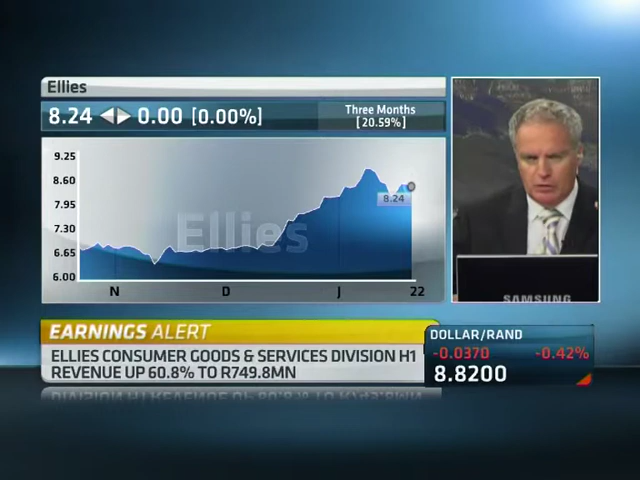 Ellies
8.24 0.00 [0.00%]
Three Months
[20.59%]
9.25
8.60
7.95
7.30
6.65
6.00
Ellies
8.24
N D J 22
SAMSUNG
EARNINGS ALERT
ELLIES CONSUMER GOODS & SERVICES DIVISION H1
REVENUE UP 60.8% TO R749.8MN
DOLLAR/RAND
-0.0370 -0.42%
8.8200